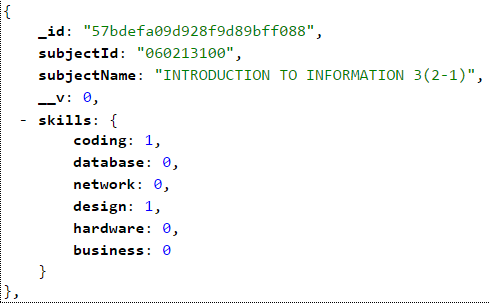 {
_id: "57bdefa09d928f9d89bff088",
subjectId: "060213100",
subjectName: "INTRODUCTION TO INFORMATION 3(2-1)",
__v: 0,
- skills: {
coding: 1,
database: 0,
network: 0,
design: 1,
hardware: 0,
business: 0
}
},